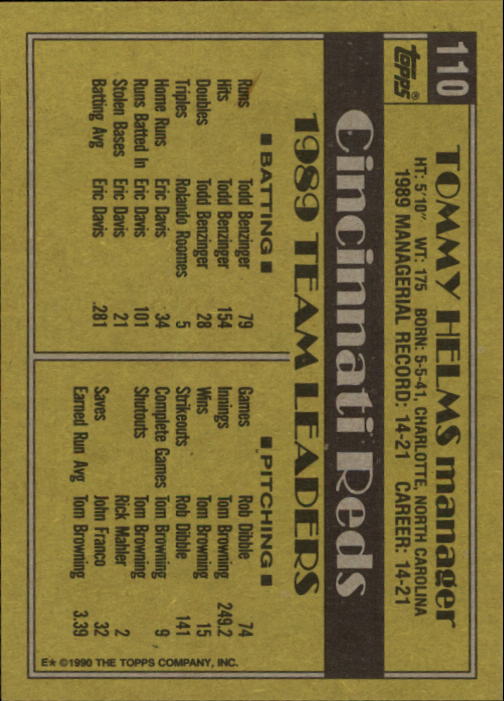 110
topps®
TOMMY HELMS manager
HT: 5'10" WT: 175 BORN: 5-5-41, CHARLOTTE, NORTH CAROLINA
1989 MANAGERIAL RECORD: 14-21 CAREER: 14-21
Cincinnati Reds
1989 TEAM LEADERS
■ BATTING ■
Runs Todd Benzinger 79
Hits Todd Benzinger 154
Doubles Todd Benzinger 28
Triples Rolando Roomes 5
Home Runs Eric Davis 34
Runs Batted In Eric Davis 101
Stolen Bases Eric Davis 21
Batting Avg Eric Davis .281
■ PITCHING ■
Games Rob Dibble 74
Innings Tom Browning 249.2
Wins Tom Browning 15
Strikeouts Rob Dibble 141
Complete Games Tom Browning 9
Shutouts Tom Browning
Rick Mahler 2
Saves John Franco 32
Earned Run Avg Tom Browning 3.39
E★ ©1990 THE TOPPS COMPANY, INC.